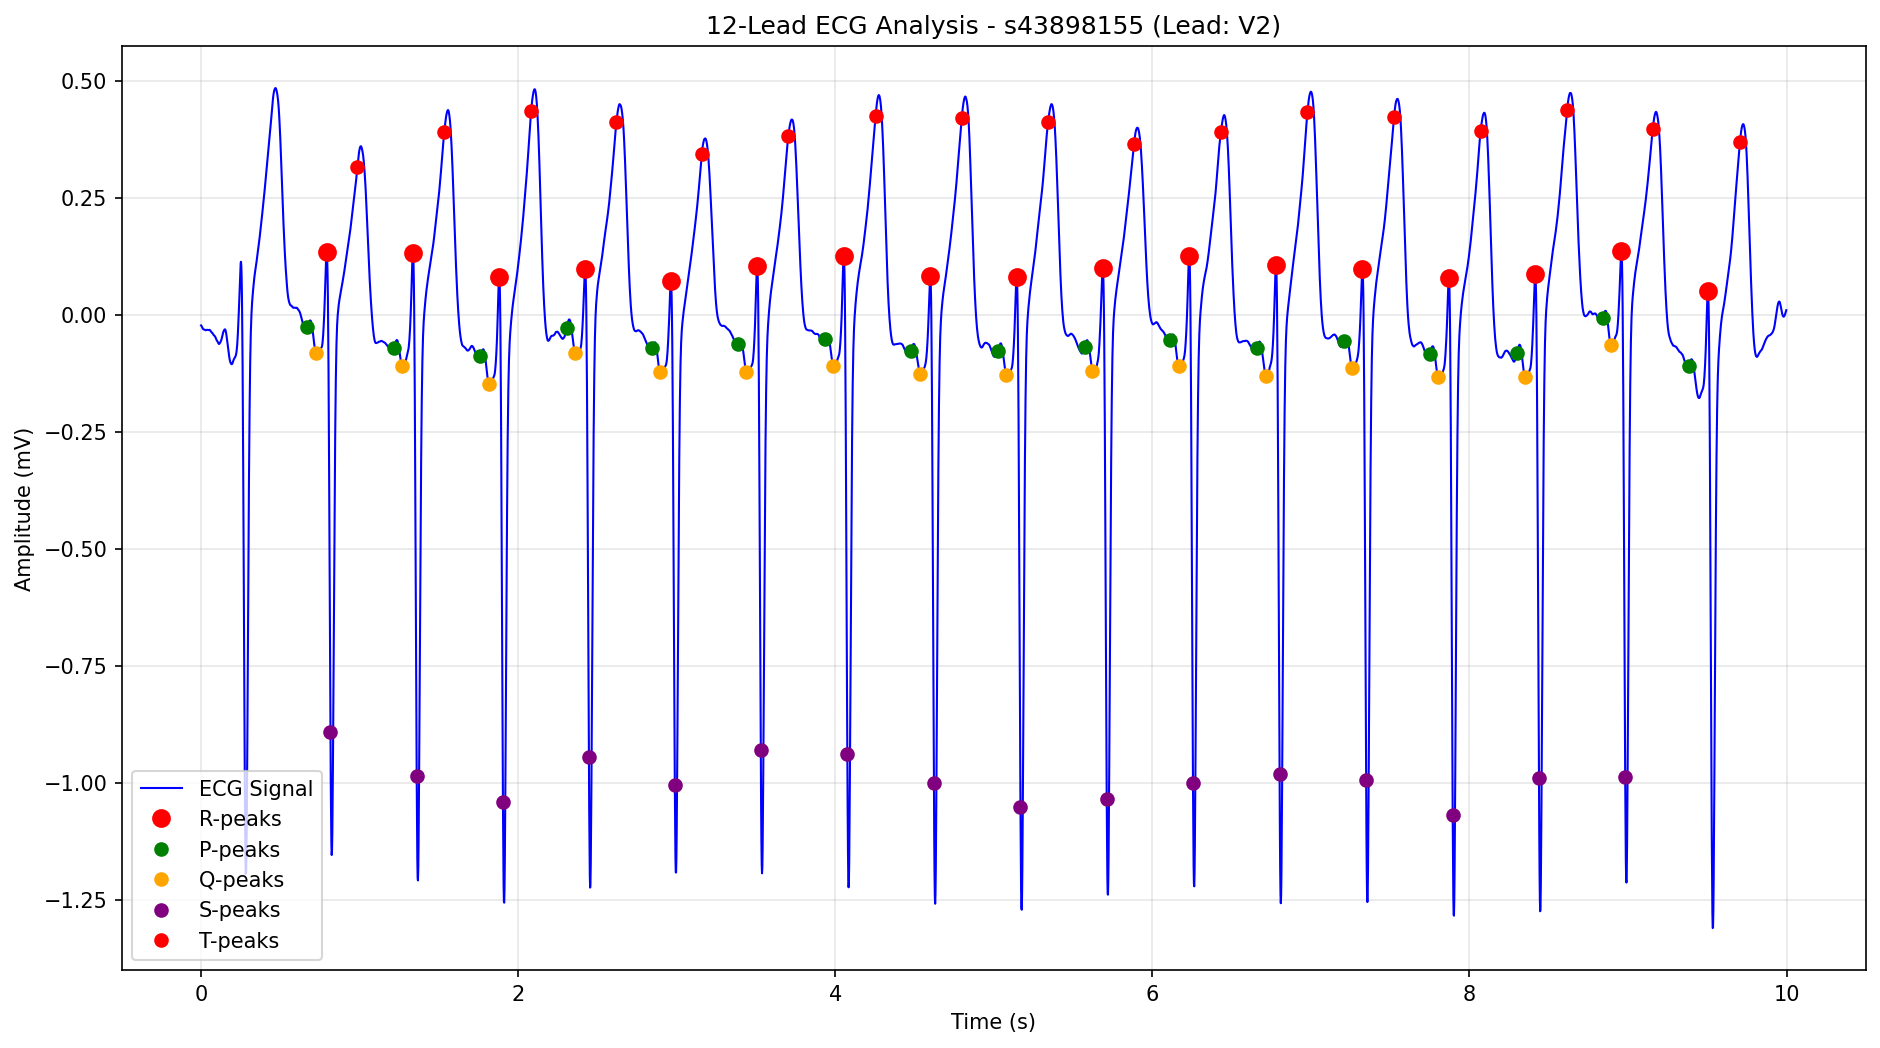 12-Lead ECG Analysis - s43898155 (Lead: V2)
Amplitude (mV)
0.50
0.25
0.00
−0.25
−0.50
−0.75
−1.00
−1.25
ECG Signal
R-peaks
P-peaks
Q-peaks
S-peaks
T-peaks
0 2 4 6 8 10
Time (s)